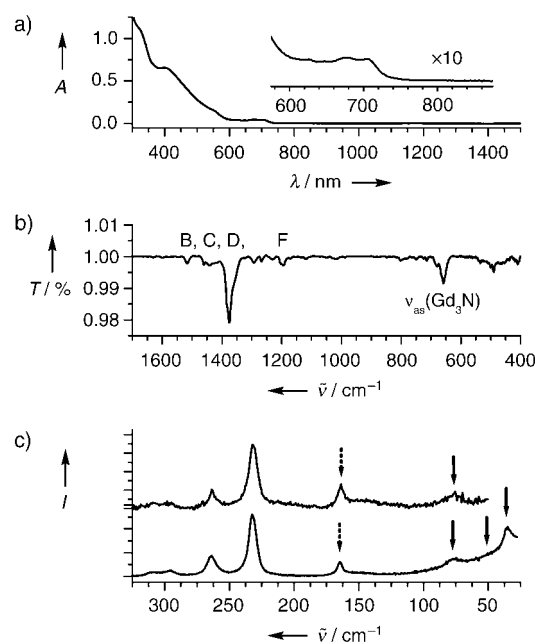 a)
A
1.0
0.5
0.0
×10
600 700 800
400 600 800 1000 1200 1400
λ / nm
b)
T / %
1.01
1.00
0.99
0.98
B, C, D, F
ν_as(Gd₃N)
1600 1400 1200 1000 800 600 400
ṽ / cm⁻¹
c)
I
300 250 200 150 100 50
ṽ / cm⁻¹